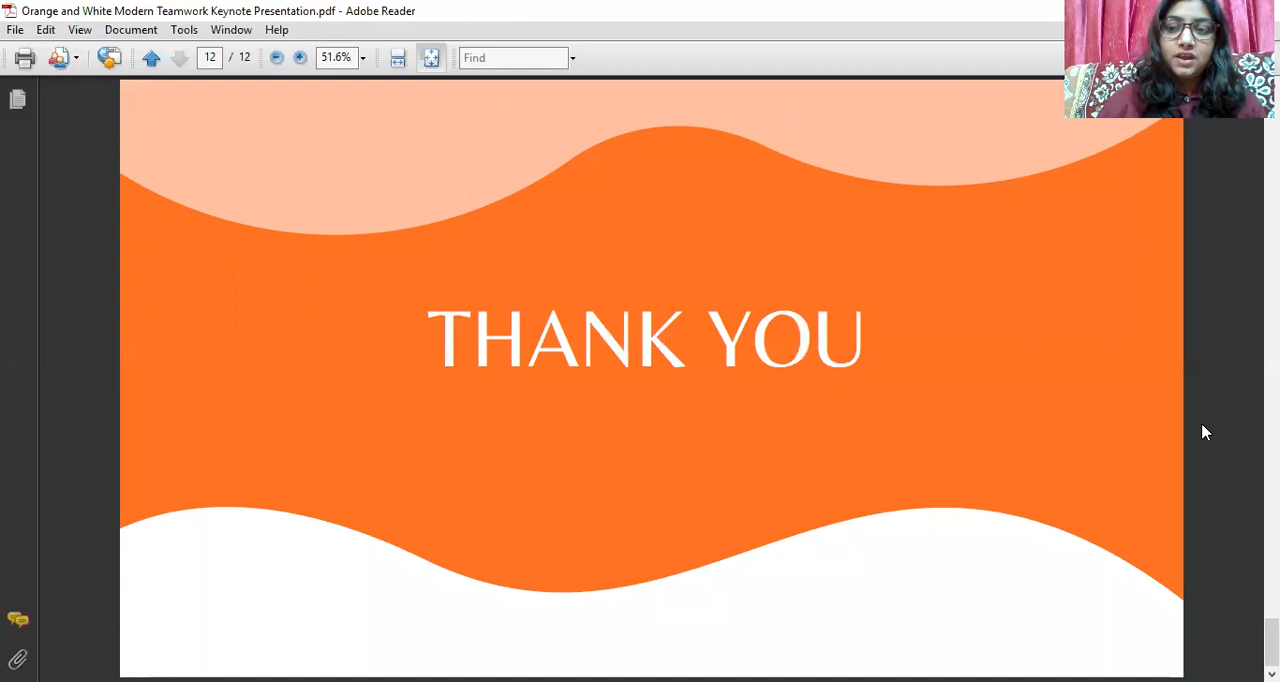 Orange and White Modern Teamwork Keynote Presentation.pdf - Adobe Reader
File Edit View Document Tools Window Help
12 / 12 51.6% Find
THANK YOU